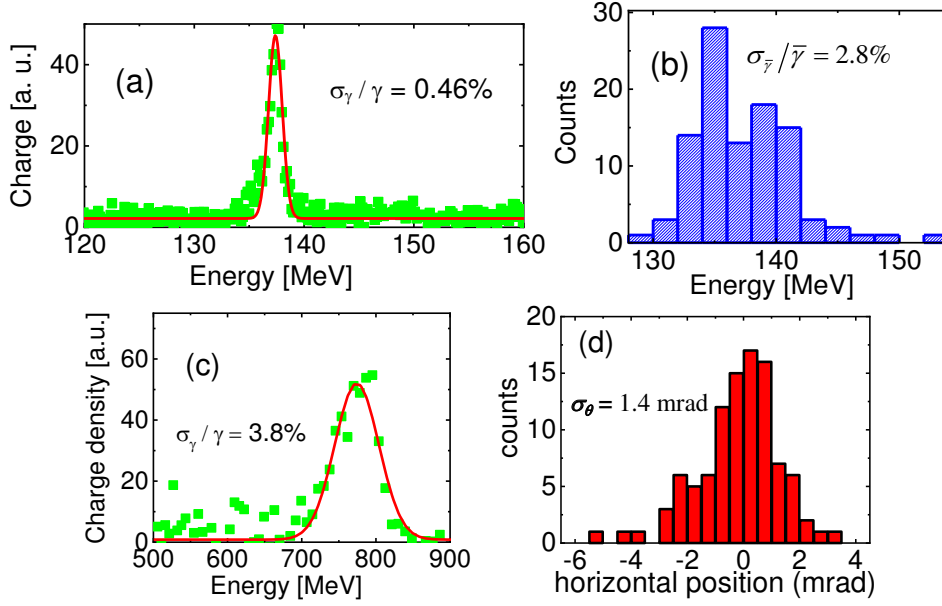 (a)
σγ / γ = 0.46%
Charge [a. u.]
40
20
0
120 130 140 150 160
Energy [MeV]
(b)
σγ̄/γ̄ = 2.8%
Counts
30
20
10
0
130 140 150
Energy [MeV]
(c)
σγ / γ = 3.8%
Charge density [a.u.]
60
40
20
0
500 600 700 800 900
Energy [MeV]
(d)
σθ = 1.4 mrad
counts
20
15
10
5
0
-6 -4 -2 0 2 4
horizontal position (mrad)